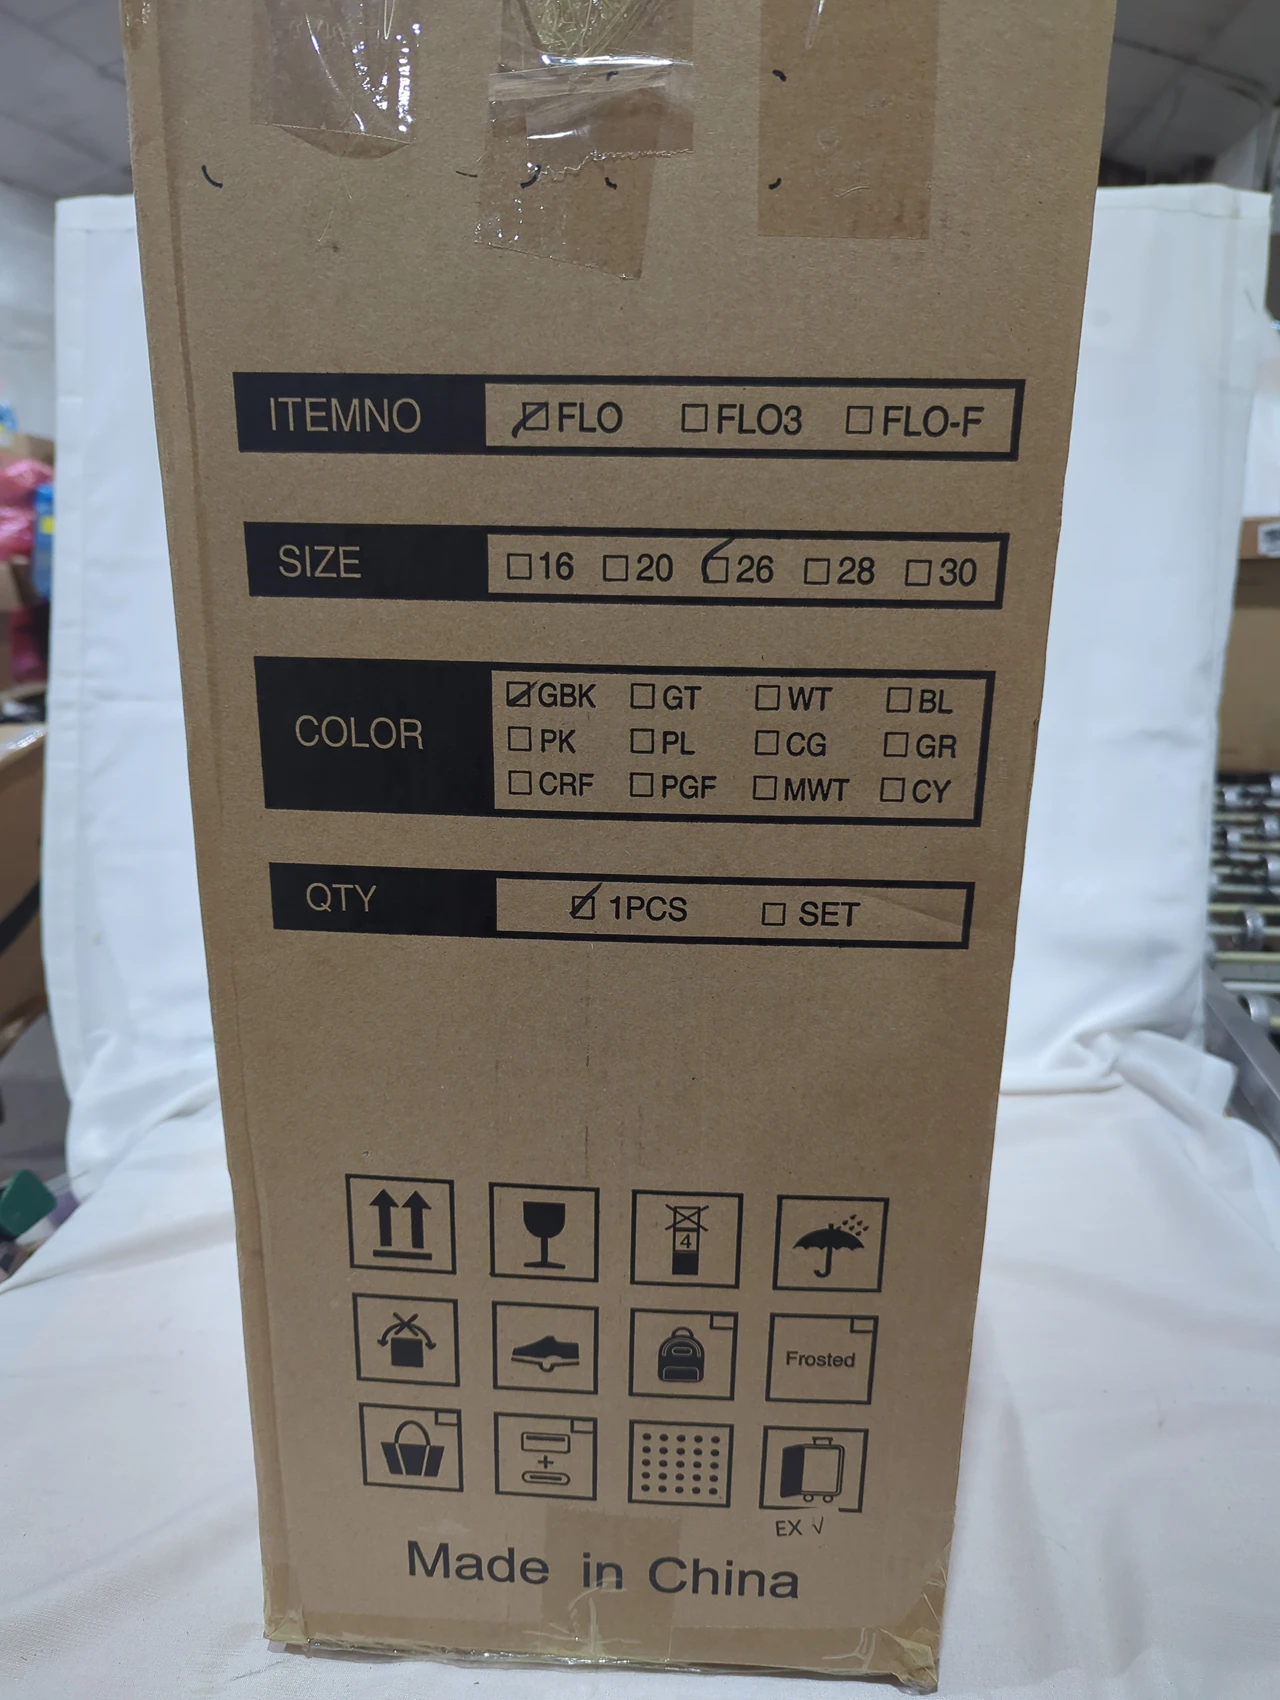 ITEMNO ☑FLO ☐FLO3 ☐FLO-F
SIZE ☐16 ☐20 ☑26 ☐28 ☐30
COLOR
☑GBK ☐GT ☐WT ☐BL
☐PK ☐PL ☐CG ☐GR
☐CRF ☐PGF ☐MWT ☐CY
QTY ☑ 1PCS ☐ SET
4
Frosted
EX √
Made in China